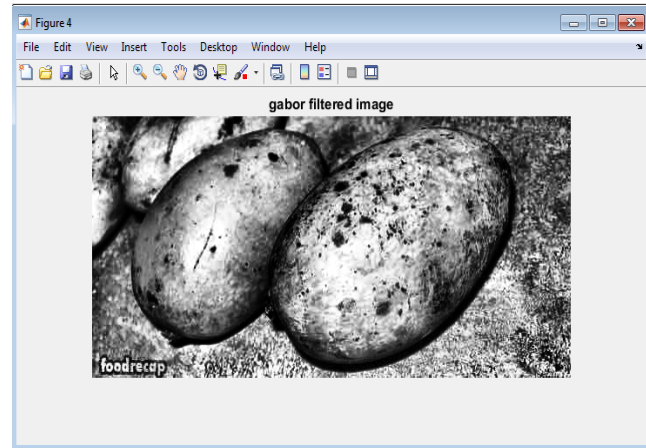 Figure 4
File Edit View Insert Tools Desktop Window Help
gabor filtered image
foodrecap